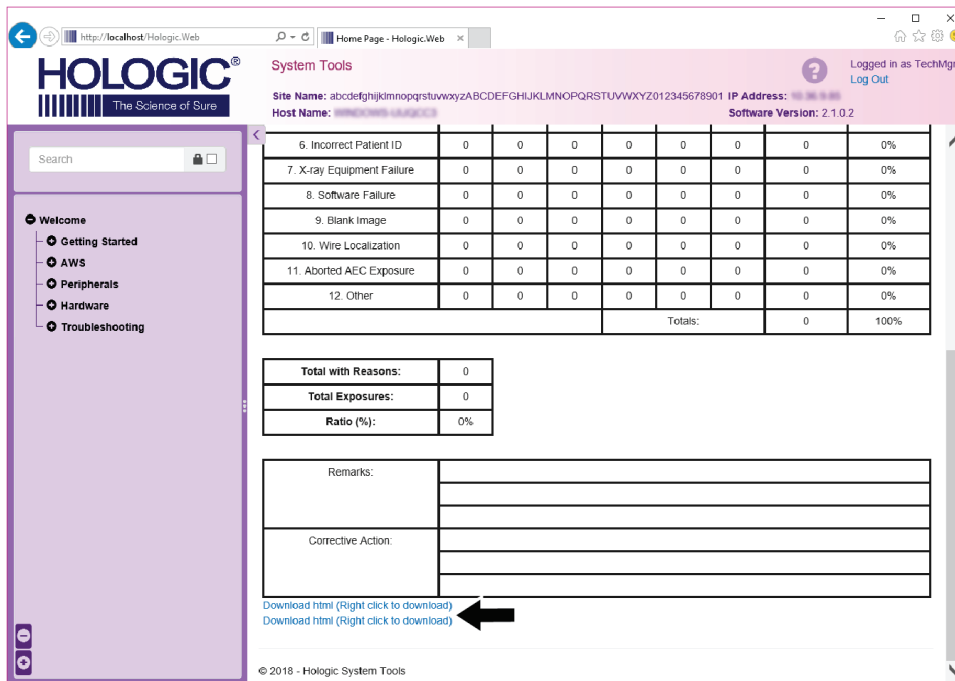 http://localhost/Hologic.Web
Home Page - Hologic.Web
HOLOGIC®
The Science of Sure
System Tools
Logged in as TechMgr
Log Out
Site Name: abcdefghijklmnopqrstuvwxyzABCDEFGHIJKLMNOPQRSTUVWXYZ012345678901 IP Address:
Host Name:
Software Version: 2.1.0.2
Search
Welcome
Getting Started
AWS
Peripherals
Hardware
Troubleshooting
6. Incorrect Patient ID 0 0 0 0 0 0 0 0%
7. X-ray Equipment Failure 0 0 0 0 0 0 0 0%
8. Software Failure 0 0 0 0 0 0 0 0%
9. Blank Image 0 0 0 0 0 0 0 0%
10. Wire Localization 0 0 0 0 0 0 0 0%
11. Aborted AEC Exposure 0 0 0 0 0 0 0 0%
12. Other 0 0 0 0 0 0 0 0%
Totals: 0 100%
Total with Reasons: 0
Total Exposures: 0
Ratio (%): 0%
Remarks:
Corrective Action:
Download html (Right click to download)
Download html (Right click to download)
© 2018 - Hologic System Tools